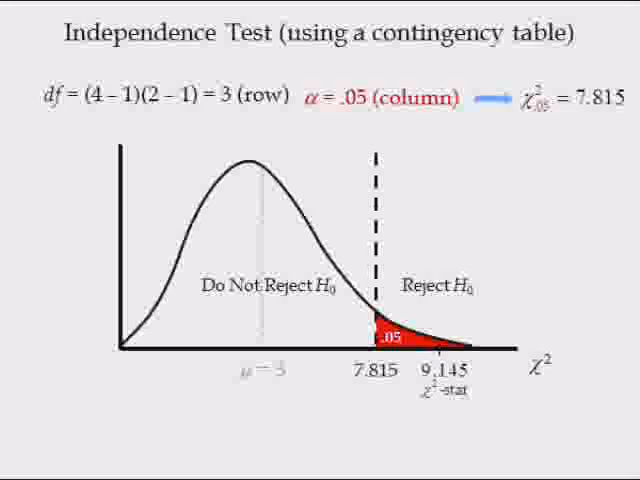 Independence Test (using a contingency table)
df = (4 – 1)(2 – 1) = 3 (row) α = .05 (column) χ².05 = 7.815
Do Not Reject H₀ Reject H₀
.05
μ = 3 7.815 9.145 χ²
χ²-stat